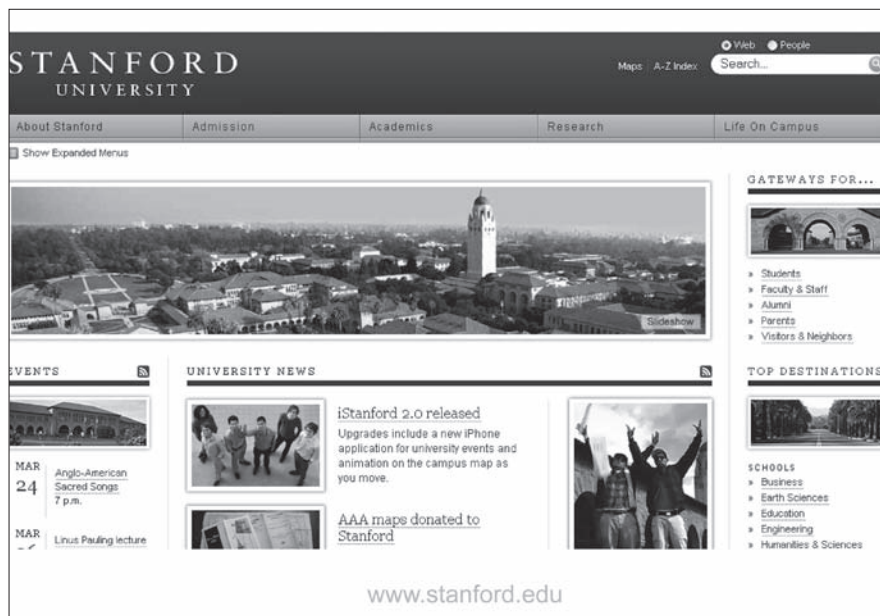 STANFORD
UNIVERSITY
Web People
Maps A-Z Index Search...
About Stanford Admission Academics Research Life On Campus
Show Expanded Menus
Slideshow
GATEWAYS FOR...
» Students
» Faculty & Staff
» Alumni
» Parents
» Visitors & Neighbors
EVENTS
MAR
24
Anglo-American
Sacred Songs
7 p.m.
MAR
Linus Pauling lecture
UNIVERSITY NEWS
iStanford 2.0 released
Upgrades include a new iPhone
application for university events and
animation on the campus map as
you move.
AAA maps donated to
Stanford
TOP DESTINATIONS
SCHOOLS
» Business
» Earth Sciences
» Education
» Engineering
» Humanities & Sciences
www.stanford.edu